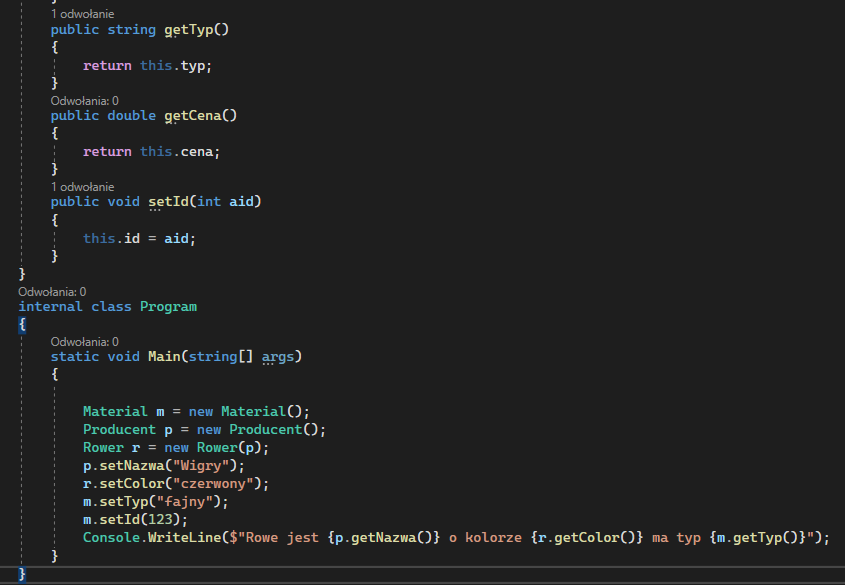 }
1 odwołanie
public string getTyp()
{
return this.typ;
}
Odwołania: 0
public double getCena()
{
return this.cena;
}
1 odwołanie
public void setId(int aid)
{
this.id = aid;
}
}
Odwołania: 0
internal class Program
{
Odwołania: 0
static void Main(string[] args)
{
Material m = new Material();
Producent p = new Producent();
Rower r = new Rower(p);
p.setNazwa("Wigry");
r.setColor("czerwony");
m.setTyp("fajny");
m.setId(123);
Console.WriteLine($"Rowe jest {p.getNazwa()} o kolorze {r.getColor()} ma typ {m.getTyp()}");
}
}